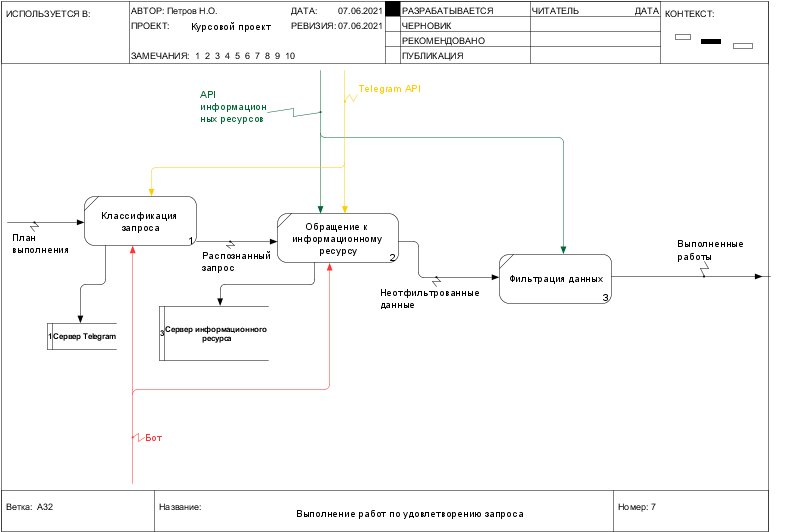 ИСПОЛЬЗУЕТСЯ В:
АВТОР: Петров Н.О.
ДАТА: 07.06.2021
ПРОЕКТ: Курсовой проект
РЕВИЗИЯ: 07.06.2021
ЗАМЕЧАНИЯ: 1 2 3 4 5 6 7 8 9 10
РАЗРАБАТЫВАЕТСЯ
ЧЕРНОВИК
РЕКОМЕНДОВАНО
ПУБЛИКАЦИЯ
ЧИТАТЕЛЬ
ДАТА
КОНТЕКСТ:
API
информацион
ных ресурсов
Telegram API
План
выполнения
Классификация
запроса
1
Распознанный
запрос
Обращение к
информационному
ресурсу
2
Неотфильтрованные
данные
Фильтрация данных
3
Выполненные
работы
1 Сервер Telegram
3 Сервер информационного
ресурса
Бот
Ветка: A32
Название:
Выполнение работ по удовлетворению запроса
Номер: 7